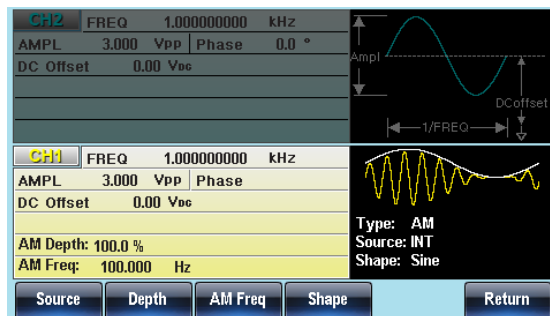 CH2 FREQ 1.000000000 kHz
AMPL 3.000 Vpp Phase 0.0 °
DC Offset 0.00 VDC
Ampl
DCoffset
1/FREQ
CH1 FREQ 1.000000000 kHz
AMPL 3.000 Vpp Phase
DC Offset 0.00 VDC
AM Depth: 100.0 %
AM Freq: 100.000 Hz
Type: AM
Source: INT
Shape: Sine
Source Depth AM Freq Shape Return